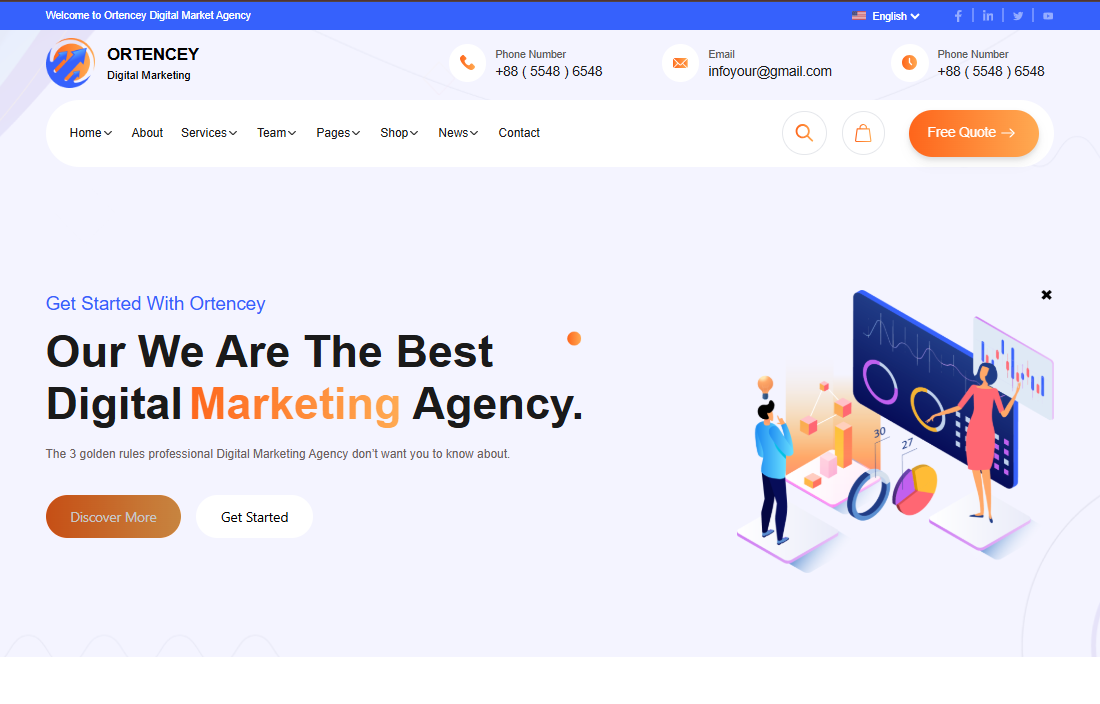 Welcome to Ortencey Digital Market Agency
English
ORTENCEY
Digital Marketing
Phone Number
+88 ( 5548 ) 6548
Email
infoyour@gmail.com
Phone Number
+88 ( 5548 ) 6548
Home
About
Services
Team
Pages
Shop
News
Contact
Free Quote
Get Started With Ortencey
Our We Are The Best
Digital Marketing Agency.
The 3 golden rules professional Digital Marketing Agency don't want you to know about.
Discover More
Get Started
30
27